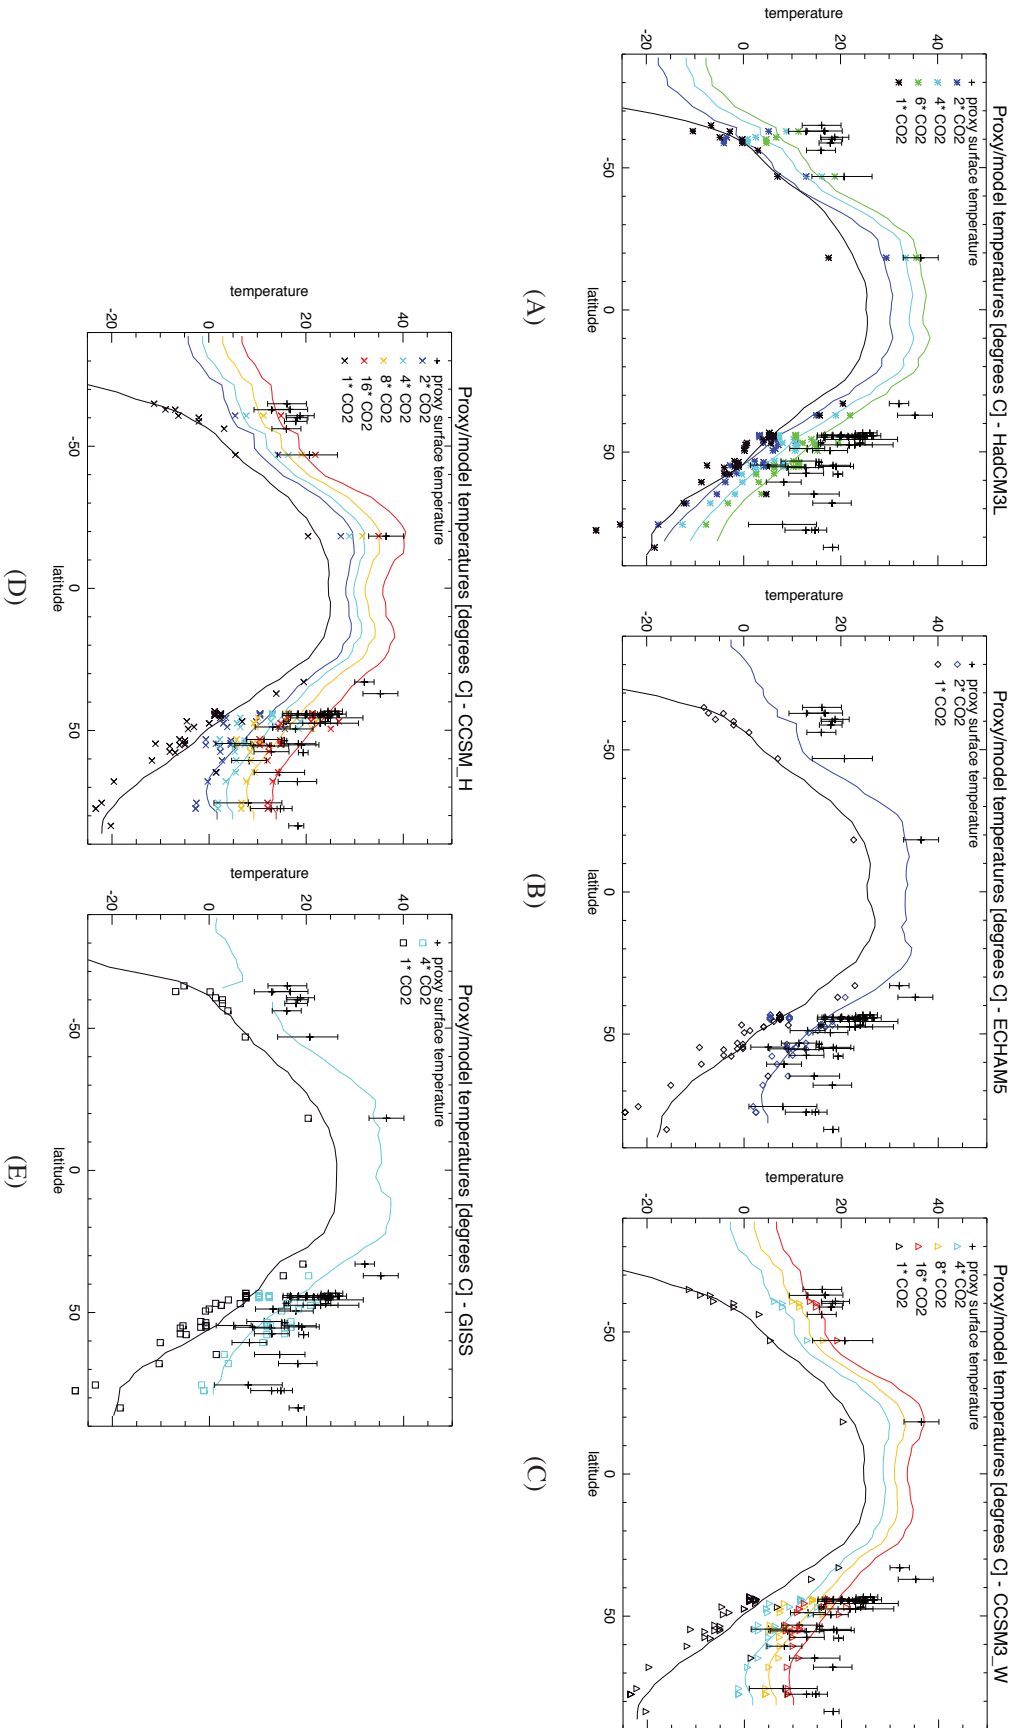 Proxy/model temperatures [degrees C] - HadCM3L
proxy surface temperature
2* CO2
4* CO2
6* CO2
1* CO2
temperature
40
20
0
-20
-50
0
50
latitude
(A)
Proxy/model temperatures [degrees C] - ECHAM5
proxy surface temperature
2* CO2
1* CO2
temperature
40
20
0
-20
-50
0
50
latitude
(B)
Proxy/model temperatures [degrees C] - CCSM3_W
proxy surface temperature
4* CO2
8* CO2
16* CO2
1* CO2
temperature
40
20
0
-20
-50
0
50
latitude
(C)
Proxy/model temperatures [degrees C] - CCSM_H
proxy surface temperature
2* CO2
4* CO2
8* CO2
16* CO2
1* CO2
temperature
40
20
0
-20
-50
0
50
latitude
(D)
Proxy/model temperatures [degrees C] - GISS
proxy surface temperature
4* CO2
1* CO2
temperature
40
20
0
-20
-50
0
50
latitude
(E)